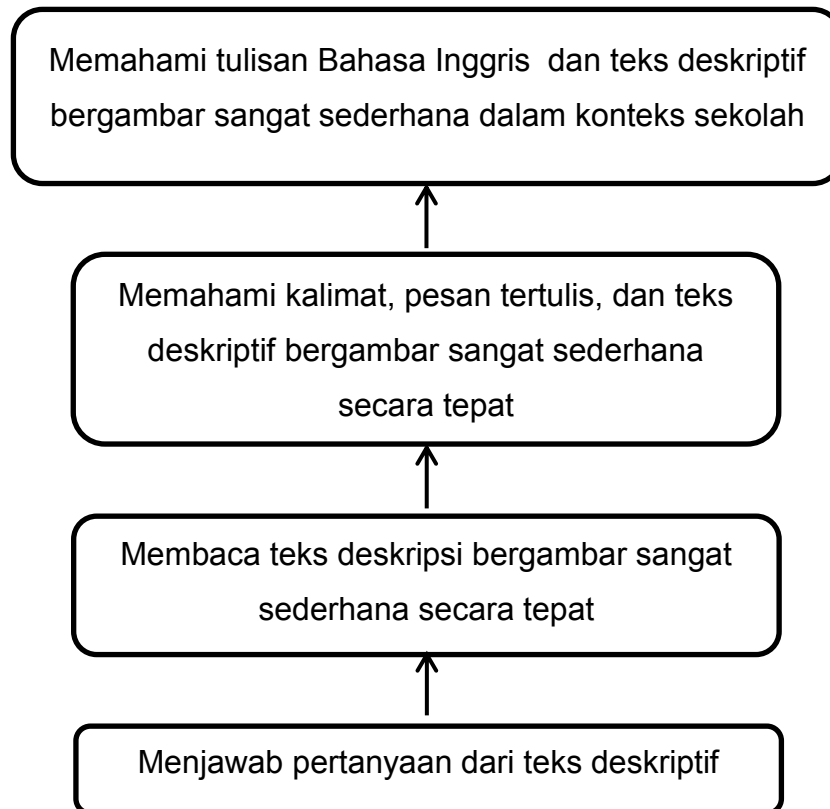 Memahami tulisan Bahasa Inggris dan teks deskriptif
bergambar sangat sederhana dalam konteks sekolah
Memahami kalimat, pesan tertulis, dan teks
deskriptif bergambar sangat sederhana
secara tepat
Membaca teks deskripsi bergambar sangat
sederhana secara tepat
Menjawab pertanyaan dari teks deskriptif